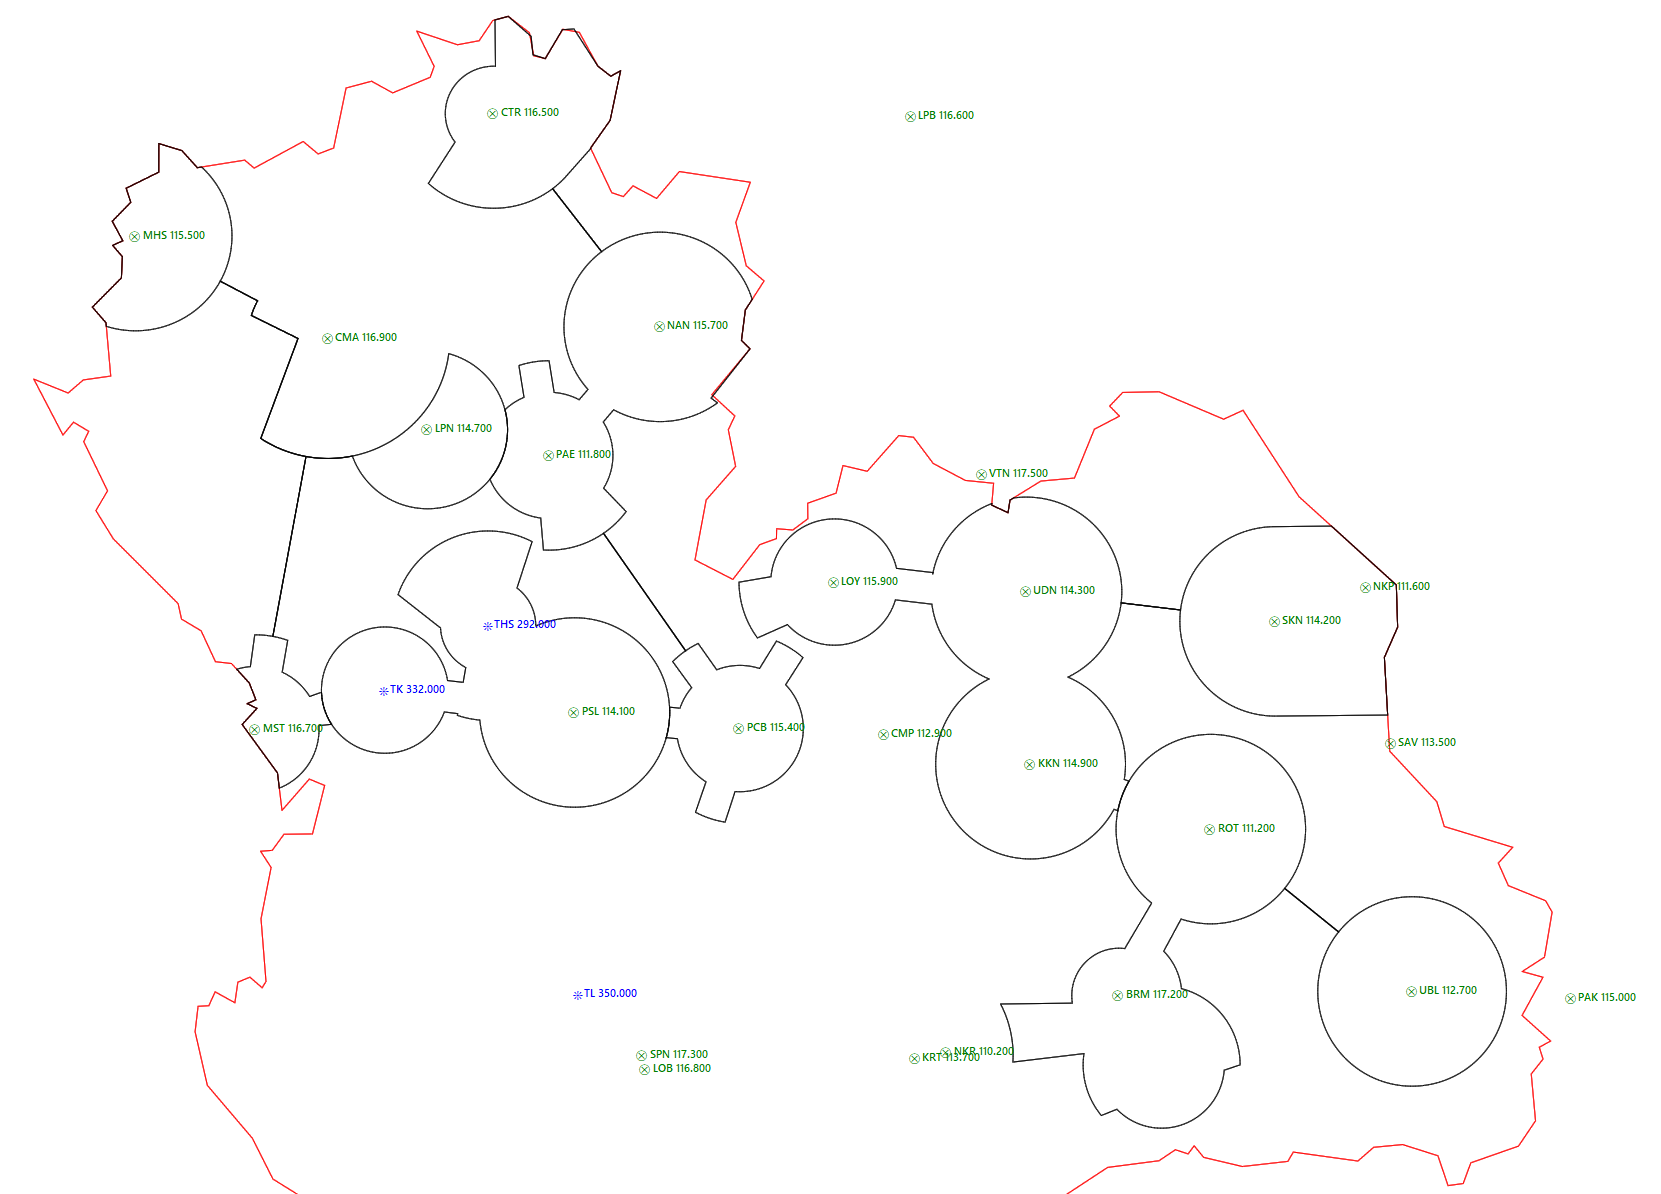 CTR 116.500
LPB 116.600
MHS 115.500
NAN 115.700
CMA 116.900
LPN 114.700
PAE 111.800
VTN 117.500
LOY 115.900
NKP 111.600
UDN 114.300
SKN 114.200
THS 292.000
TK 332.000
PSL 114.100
MST 116.700
PCB 115.400
CMP 112.900
SAV 113.500
KKN 114.900
ROT 111.200
UBL 112.700
TL 350.000
BRM 117.200
PAK 115.000
NKR 110.200
SPN 117.300
KRT 113.700
LOB 116.800